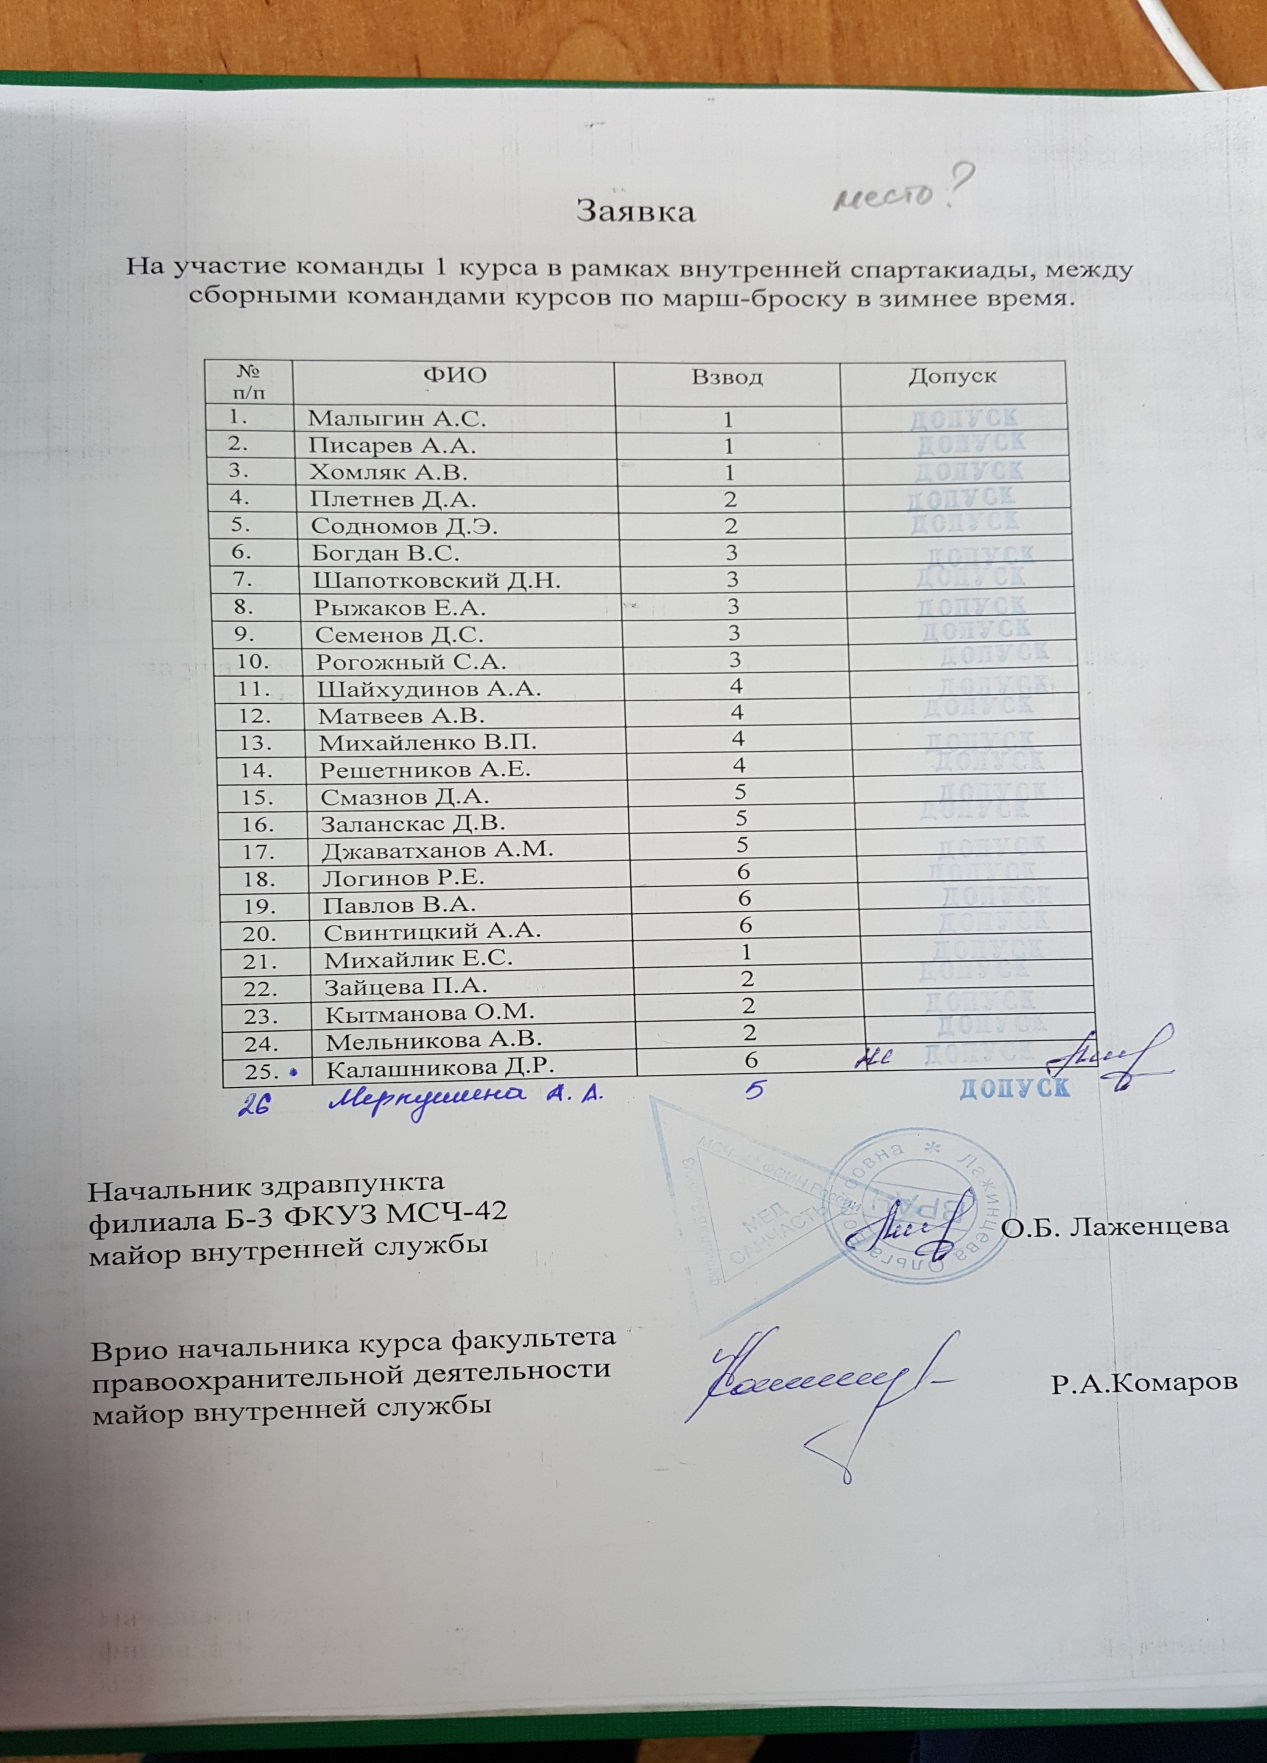 место?
Заявка
На участие команды 1 курса в рамках внутренней спартакиады, между
сборными командами курсов по марш-броску в зимнее время.
№ п/п ФИО Взвод Допуск
1. Малыгин А.С. 1 ДОПУСК
2. Писарев А.А. 1 ДОПУСК
3. Хомляк А.В. 1 ДОПУСК
4. Плетнев Д.А. 2 ДОПУСК
5. Содномов Д.Э. 2 ДОПУСК
6. Богдан В.С. 3 ДОПУСК
7. Шапотковский Д.Н. 3 ДОПУСК
8. Рыжаков Е.А. 3 ДОПУСК
9. Семенов Д.С. 3 ДОПУСК
10. Рогожный С.А. 3 ДОПУСК
11. Шайхудинов А.А. 4 ДОПУСК
12. Матвеев А.В. 4 ДОПУСК
13. Михайленко В.П. 4 ДОПУСК
14. Решетников А.Е. 4 ДОПУСК
15. Смазнов Д.А. 5 ДОПУСК
16. Заланскас Д.В. 5 ДОПУСК
17. Джаватханов А.М. 5 ДОПУСК
18. Логинов Р.Е. 6 ДОПУСК
19. Павлов В.А. 6 ДОПУСК
20. Свинтицкий А.А. 6 ДОПУСК
21. Михайлик Е.С. 1 ДОПУСК
22. Зайцева П.А. 2 ДОПУСК
23. Кытманова О.М. 2 ДОПУСК
24. Мельникова А.В. 2 ДОПУСК
25. Калашникова Д.Р. 6 не ДОПУСК
26 Меркушена А. А. 5 ДОПУСК
МЕД
САНЧАСТЬ
ВРАЧ
Лажинцева Ольга
Начальник здравпункта
филиала Б-3 ФКУЗ МСЧ-42
майор внутренней службы О.Б. Лаженцева
Врио начальника курса факультета
правоохранительной деятельности
майор внутренней службы Р.А.Комаров